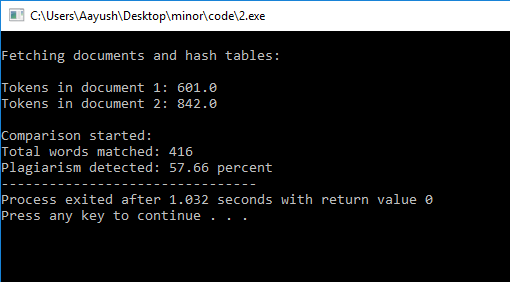 C:\Users\Aayush\Desktop\minor\code\2.exe
Fetching documents and hash tables:
Tokens in document 1: 601.0
Tokens in document 2: 842.0
Comparison started:
Total words matched: 416
Plagiarism detected: 57.66 percent
--------------------------------
Process exited after 1.032 seconds with return value 0
Press any key to continue . . .